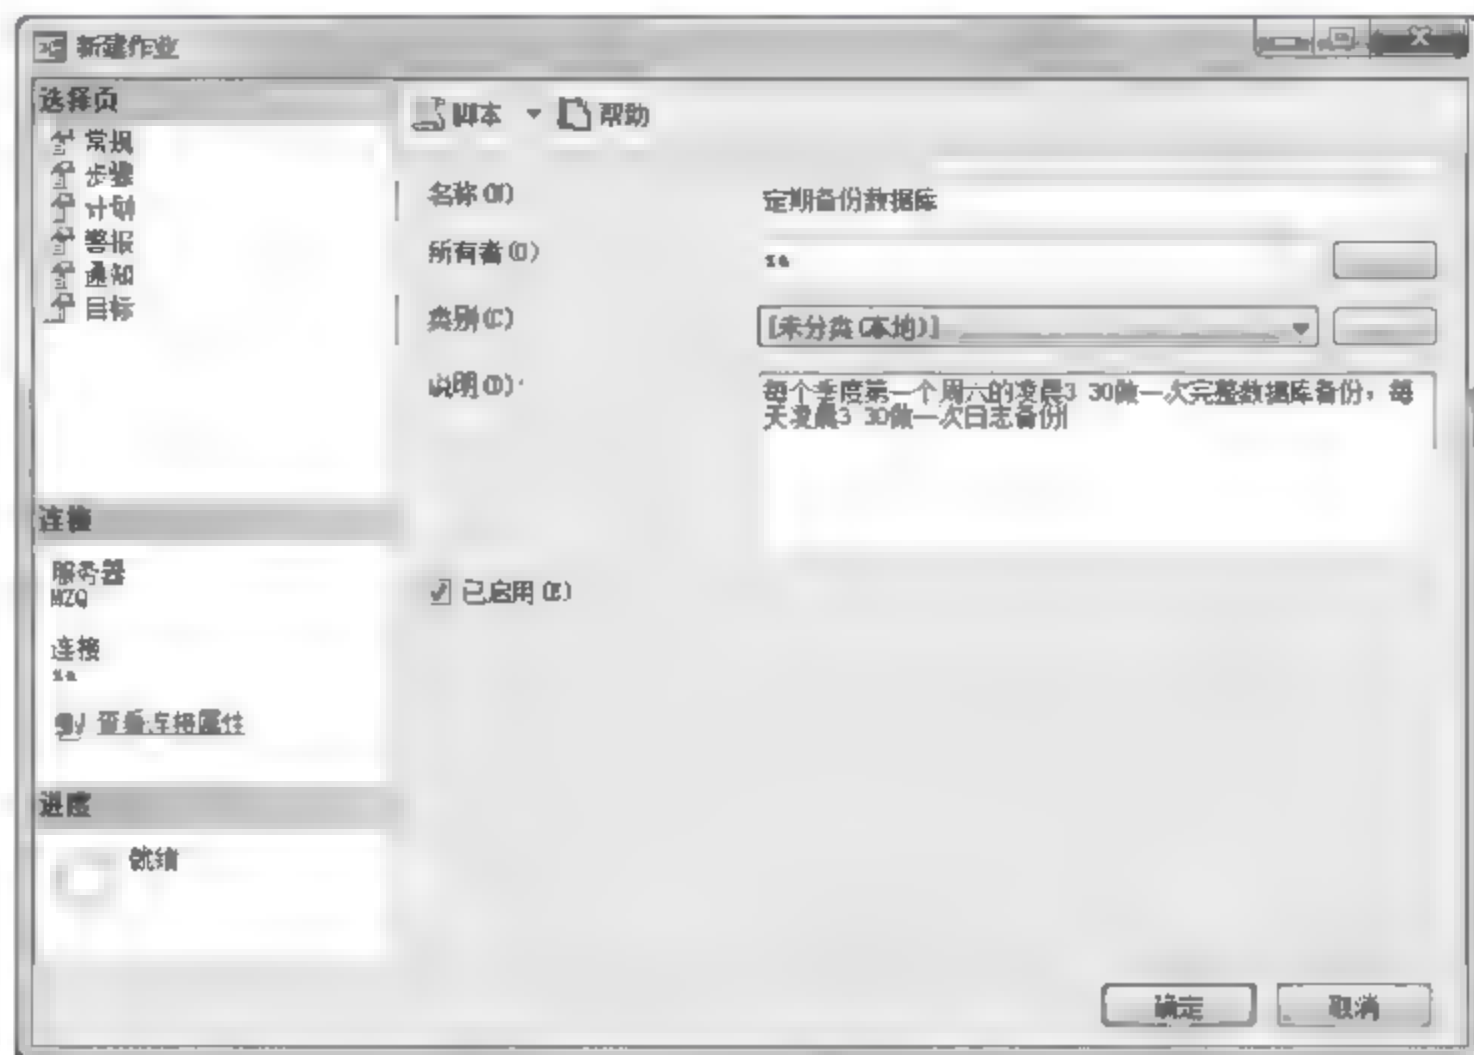 新建作业
选择页
常规
步骤
计划
警报
通知
目标
脚本 帮助
名称(N)
定期备份数据库
所有者(O)
sa
类别(C)
[未分类(本地)]
说明(D)
每个季度第一个周六的凌晨3 30做一次完整数据库备份，每
天凌晨3 30做一次日志备份
已启用(E)
连接
服务器
MZQ
连接
sa
查看连接属性
进度
就绪
确定 取消